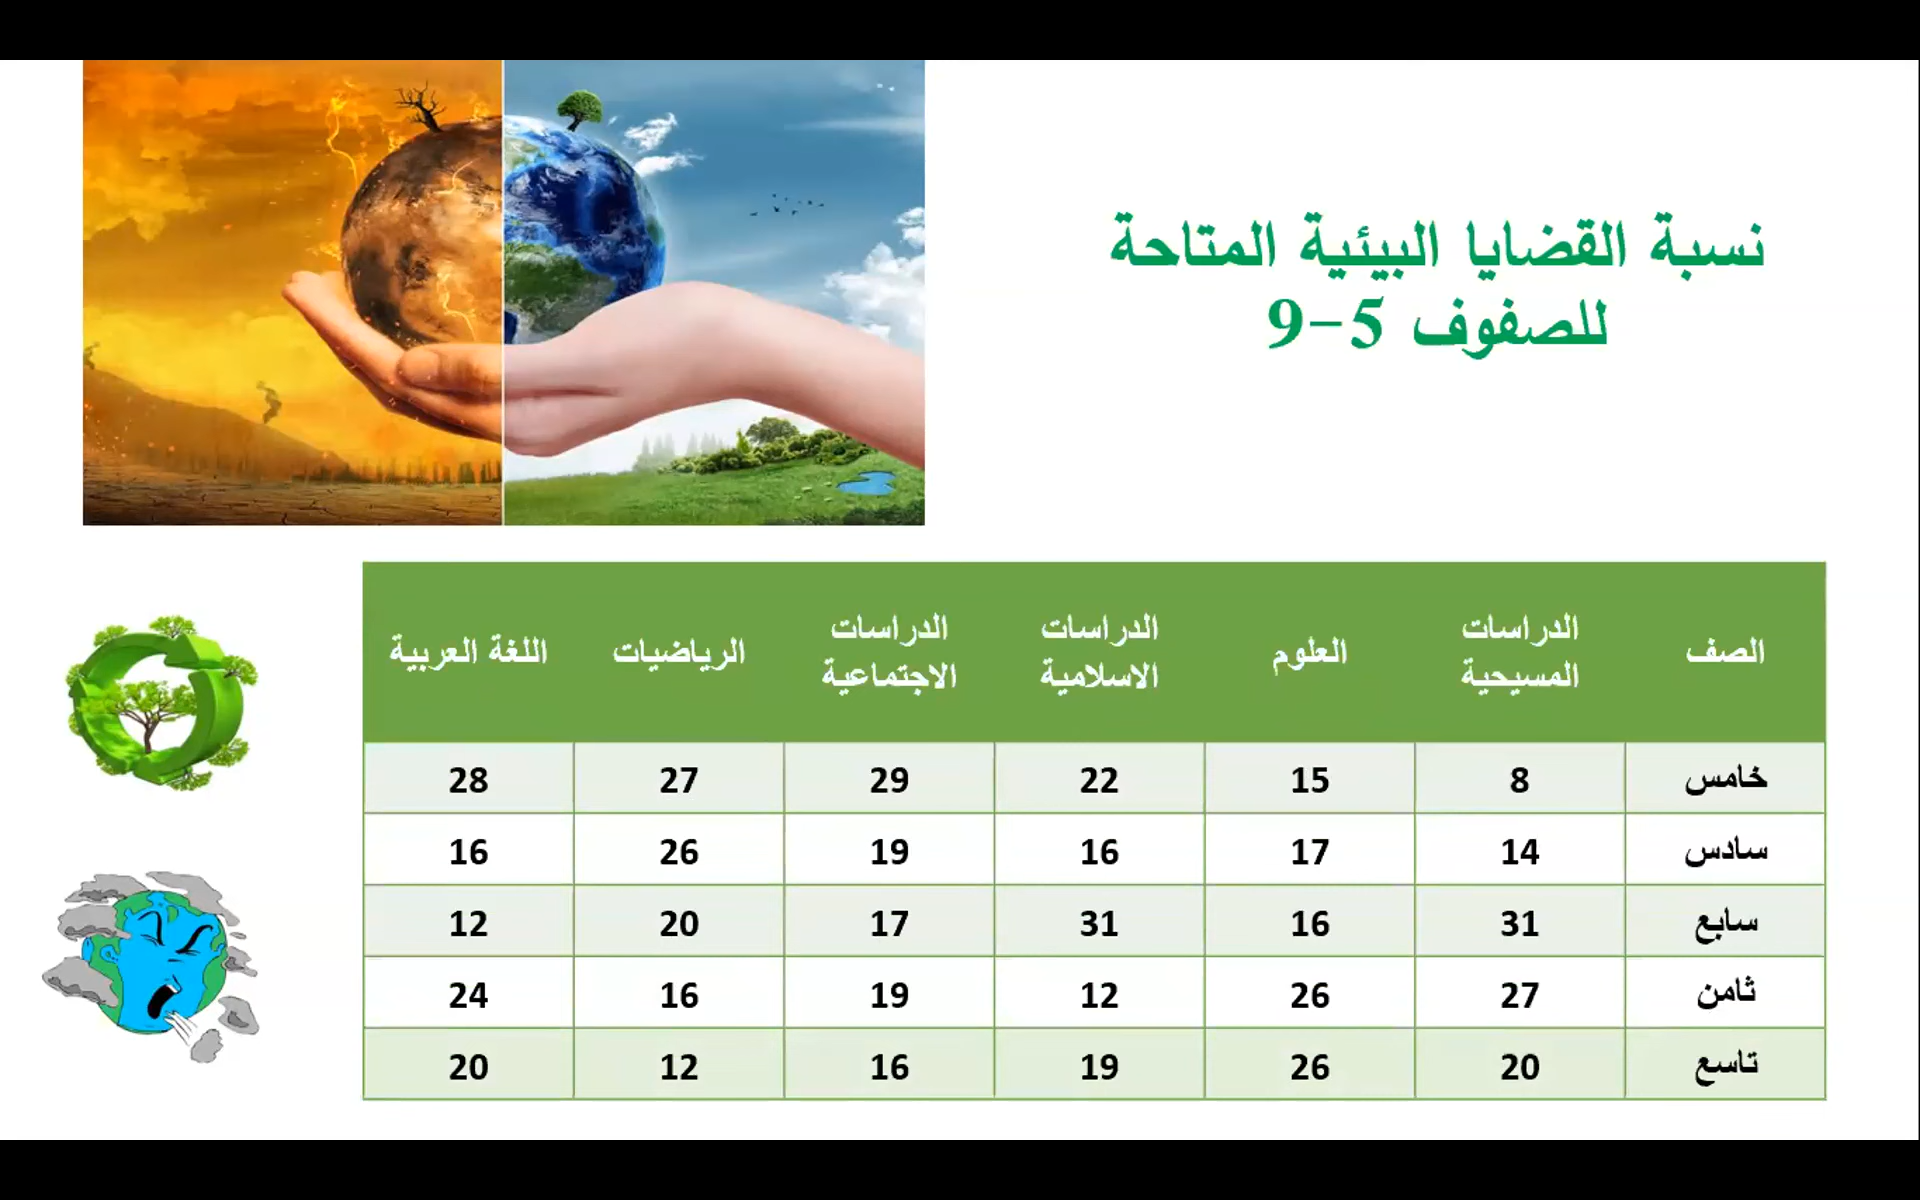 نسبة القضايا البيئية المتاحة
للصفوف 5-9
الصف الدراسات المسيحية العلوم الدراسات الاسلامية الدراسات الاجتماعية الرياضيات اللغة العربية
خامس 8 15 22 29 27 28
سادس 14 17 16 19 26 16
سابع 31 16 31 17 20 12
ثامن 27 26 12 19 16 24
تاسع 20 26 19 16 12 20